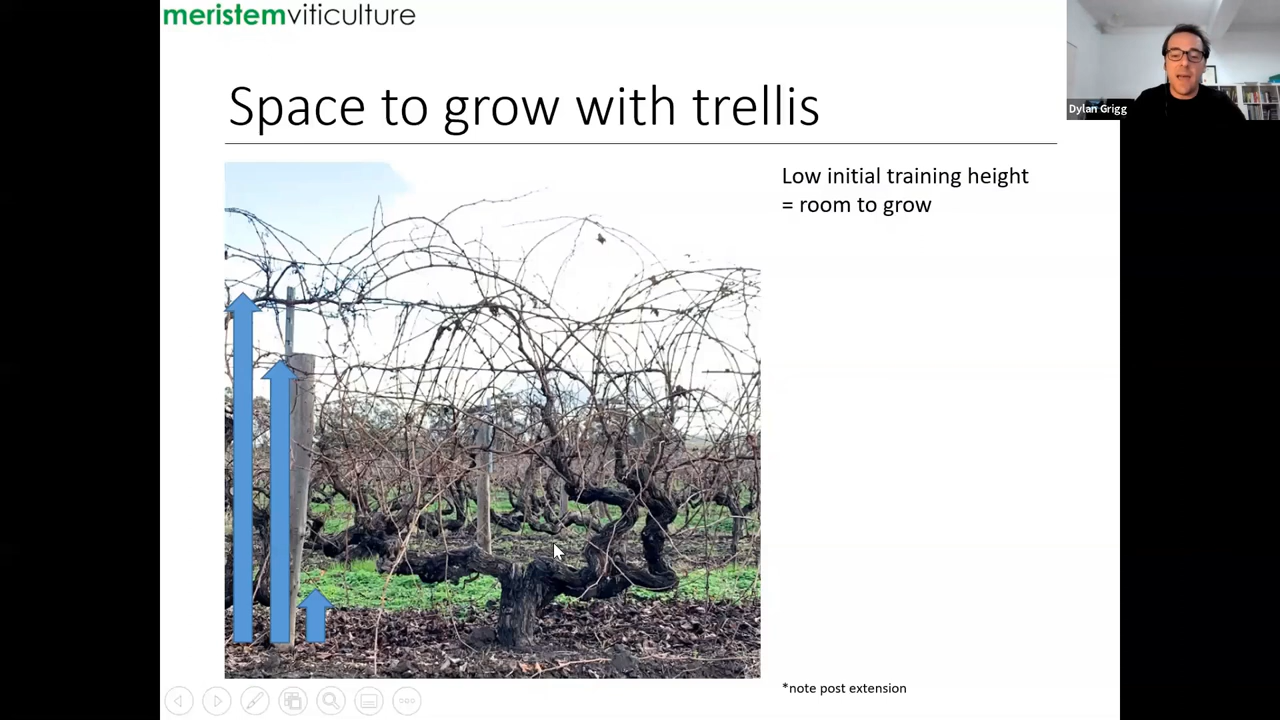 meristemviticulture
Dylan Grigg
Space to grow with trellis
Low initial training height
= room to grow
*note post extension